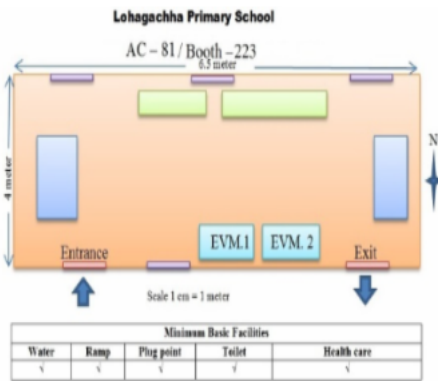 Lohagachha Primary School
AC – 81/Booth –223
6.5 meter
4 meter
N
EVM.1
EVM. 2
Entrance
Exit
Scale 1 cm = 1 meter
Minimum Basic Facilities
Water Ramp Plug point Toilet Health care
√ √ √ √ √